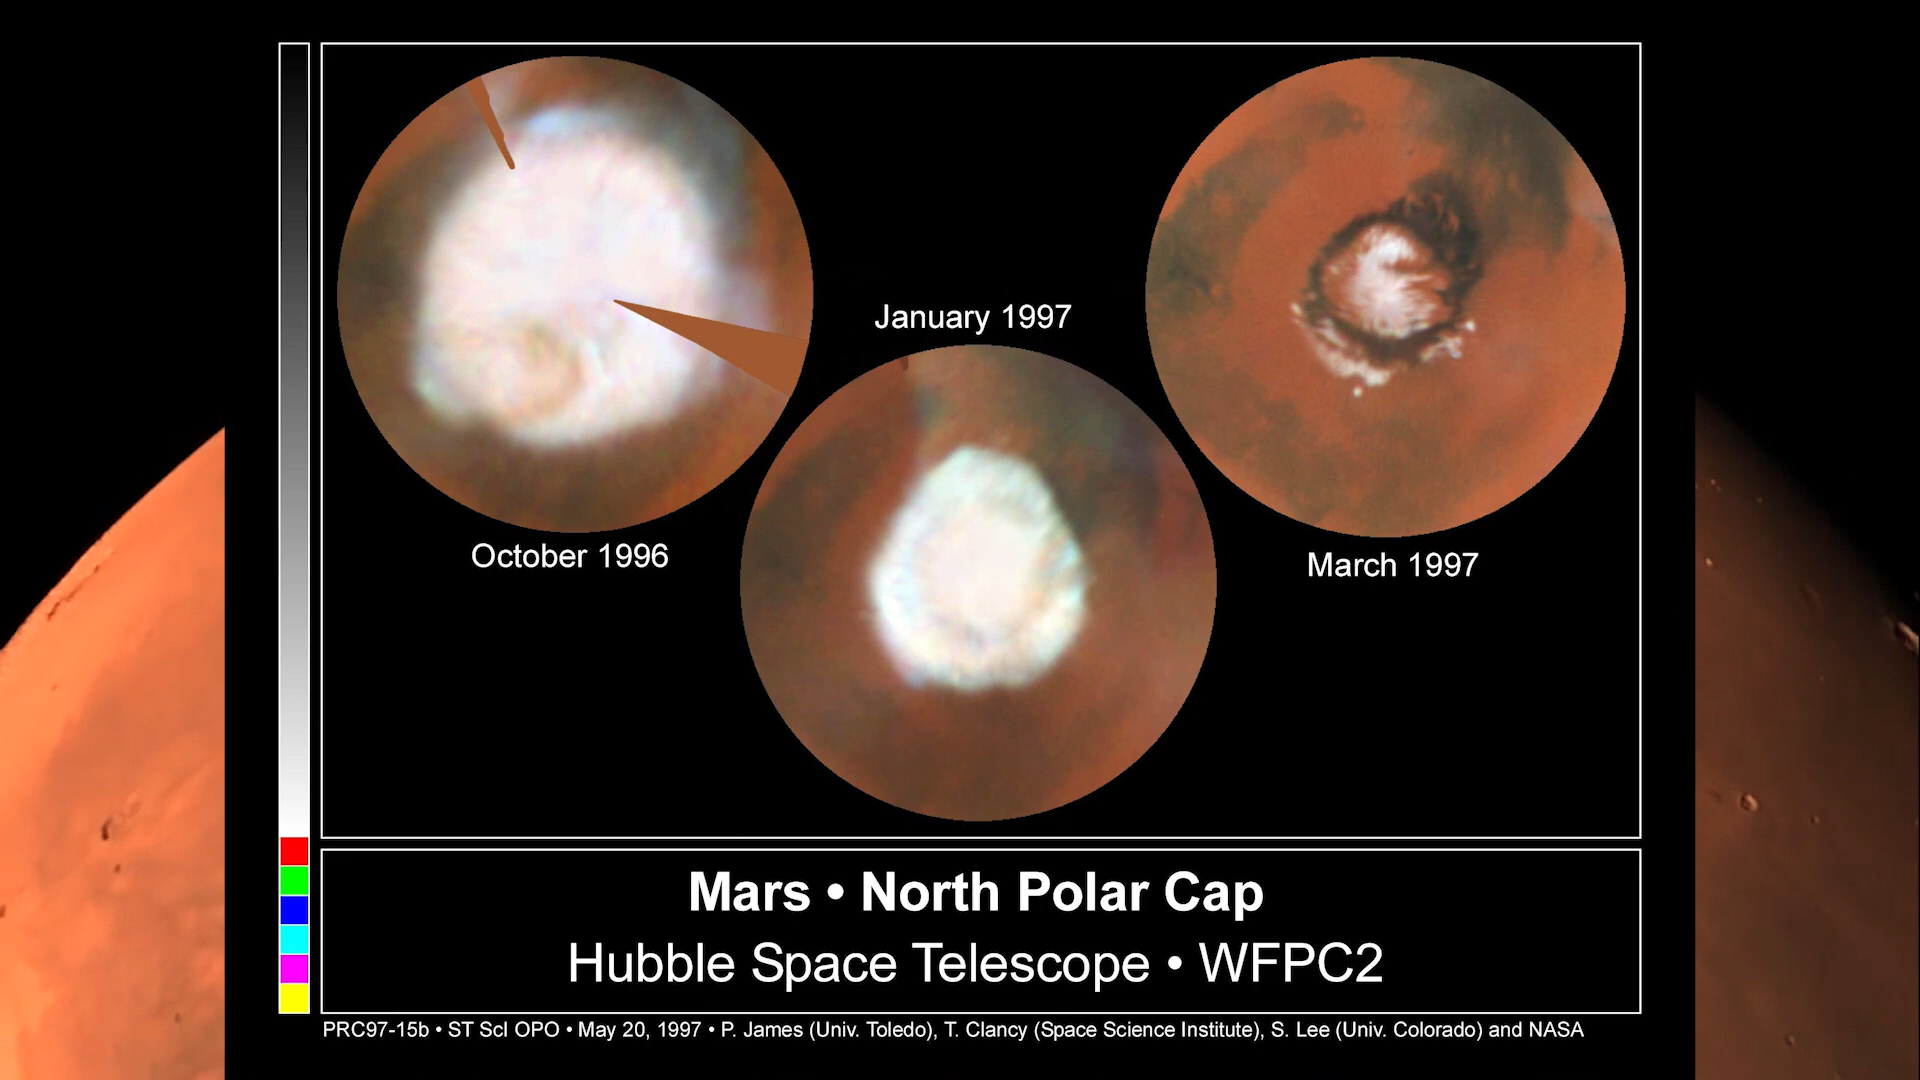 October 1996
January 1997
March 1997
Mars • North Polar Cap
Hubble Space Telescope • WFPC2
PRC97-15b • ST ScI OPO • May 20, 1997 • P. James (Univ. Toledo), T. Clancy (Space Science Institute), S. Lee (Univ. Colorado) and NASA